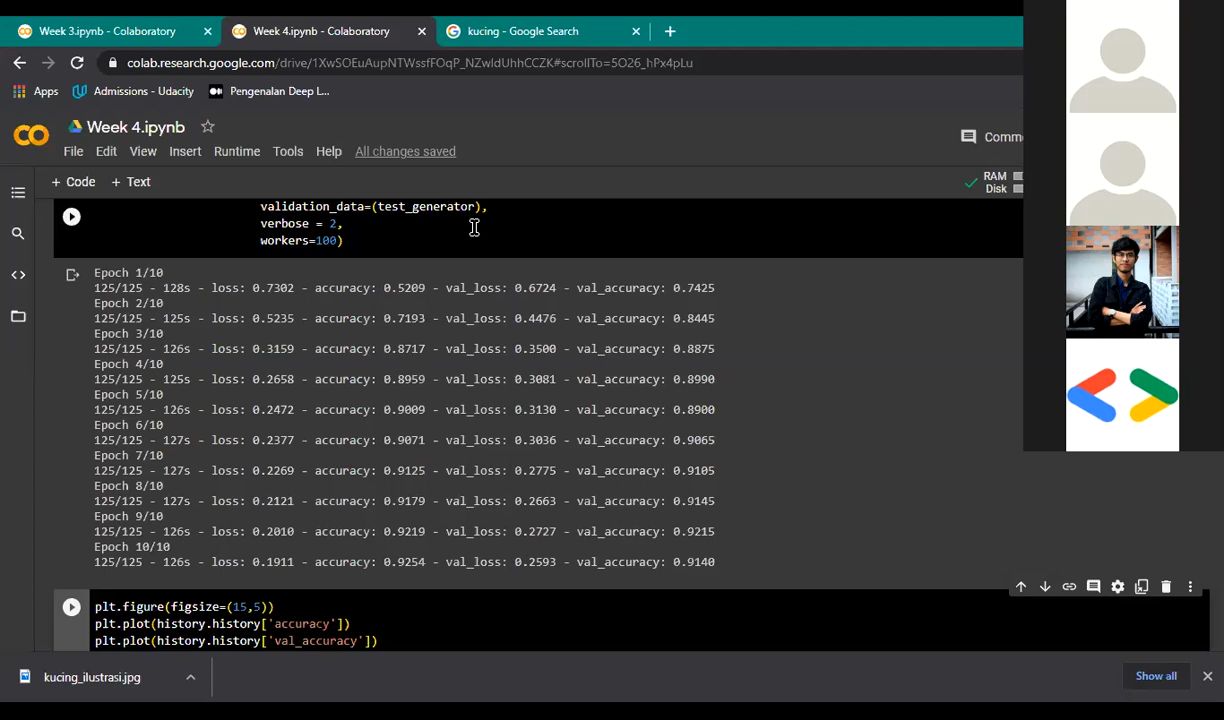 Week 3.ipynb - Colaboratory
Week 4.ipynb - Colaboratory
kucing - Google Search
colab.research.google.com/drive/1XwSOEuAupNTWssfFOqP_NZwIdUhhCCZK#scrollTo=5O26_hPx4pLu
Apps
Admissions - Udacity
Pengenalan Deep L...
Week 4.ipynb
File Edit View Insert Runtime Tools Help All changes saved
Comme
+ Code + Text
RAM
Disk
validation_data=(test_generator),
verbose = 2,
workers=100)
Epoch 1/10
125/125 - 128s - loss: 0.7302 - accuracy: 0.5209 - val_loss: 0.6724 - val_accuracy: 0.7425
Epoch 2/10
125/125 - 125s - loss: 0.5235 - accuracy: 0.7193 - val_loss: 0.4476 - val_accuracy: 0.8445
Epoch 3/10
125/125 - 126s - loss: 0.3159 - accuracy: 0.8717 - val_loss: 0.3500 - val_accuracy: 0.8875
Epoch 4/10
125/125 - 125s - loss: 0.2658 - accuracy: 0.8959 - val_loss: 0.3081 - val_accuracy: 0.8990
Epoch 5/10
125/125 - 126s - loss: 0.2472 - accuracy: 0.9009 - val_loss: 0.3130 - val_accuracy: 0.8900
Epoch 6/10
125/125 - 127s - loss: 0.2377 - accuracy: 0.9071 - val_loss: 0.3036 - val_accuracy: 0.9065
Epoch 7/10
125/125 - 127s - loss: 0.2269 - accuracy: 0.9125 - val_loss: 0.2775 - val_accuracy: 0.9105
Epoch 8/10
125/125 - 127s - loss: 0.2121 - accuracy: 0.9179 - val_loss: 0.2663 - val_accuracy: 0.9145
Epoch 9/10
125/125 - 126s - loss: 0.2010 - accuracy: 0.9219 - val_loss: 0.2727 - val_accuracy: 0.9215
Epoch 10/10
125/125 - 126s - loss: 0.1911 - accuracy: 0.9254 - val_loss: 0.2593 - val_accuracy: 0.9140
plt.figure(figsize=(15,5))
plt.plot(history.history['accuracy'])
plt.plot(history.history['val_accuracy'])
kucing_ilustrasi.jpg
Show all